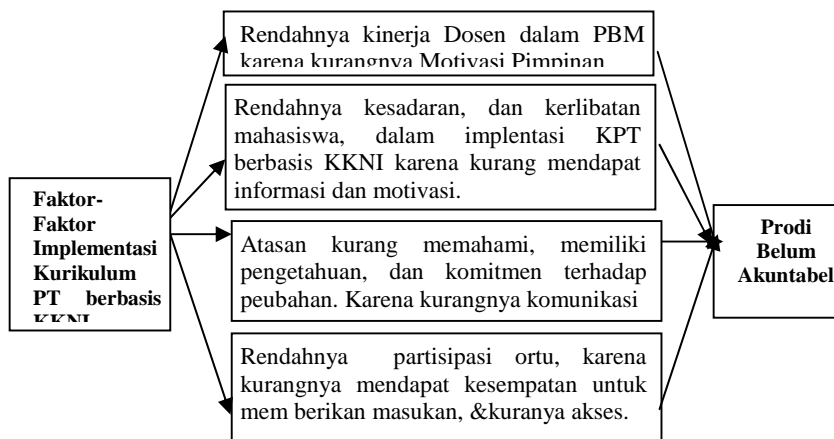 Rendahnya kinerja Dosen dalam PBM
karena kurangnya Motivasi Pimpinan
Rendahnya kesadaran, dan kerlibatan
mahasiswa, dalam implentasi KPT
berbasis KKNI karena kurang mendapat
informasi dan motivasi.
Faktor-
Faktor
Implementasi
Kurikulum
PT berbasis
KKNI
Atasan kurang memahami, memiliki
pengetahuan, dan komitmen terhadap
peubahan. Karena kurangnya komunikasi
Rendahnya partisipasi ortu, karena
kurangnya mendapat kesempatan untuk
mem berikan masukan, &kuranya akses.
Prodi
Belum
Akuntabel